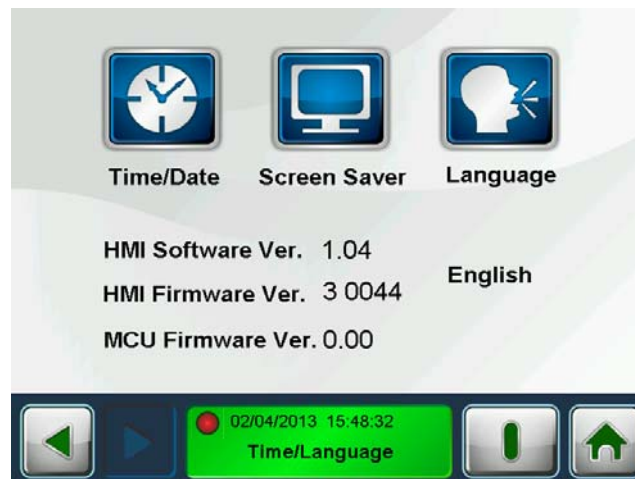 Time/Date
Screen Saver
Language
HMI Software Ver. 1.04
HMI Firmware Ver. 3 0044
English
MCU Firmware Ver. 0.00
02/04/2013 15:48:32
Time/Language